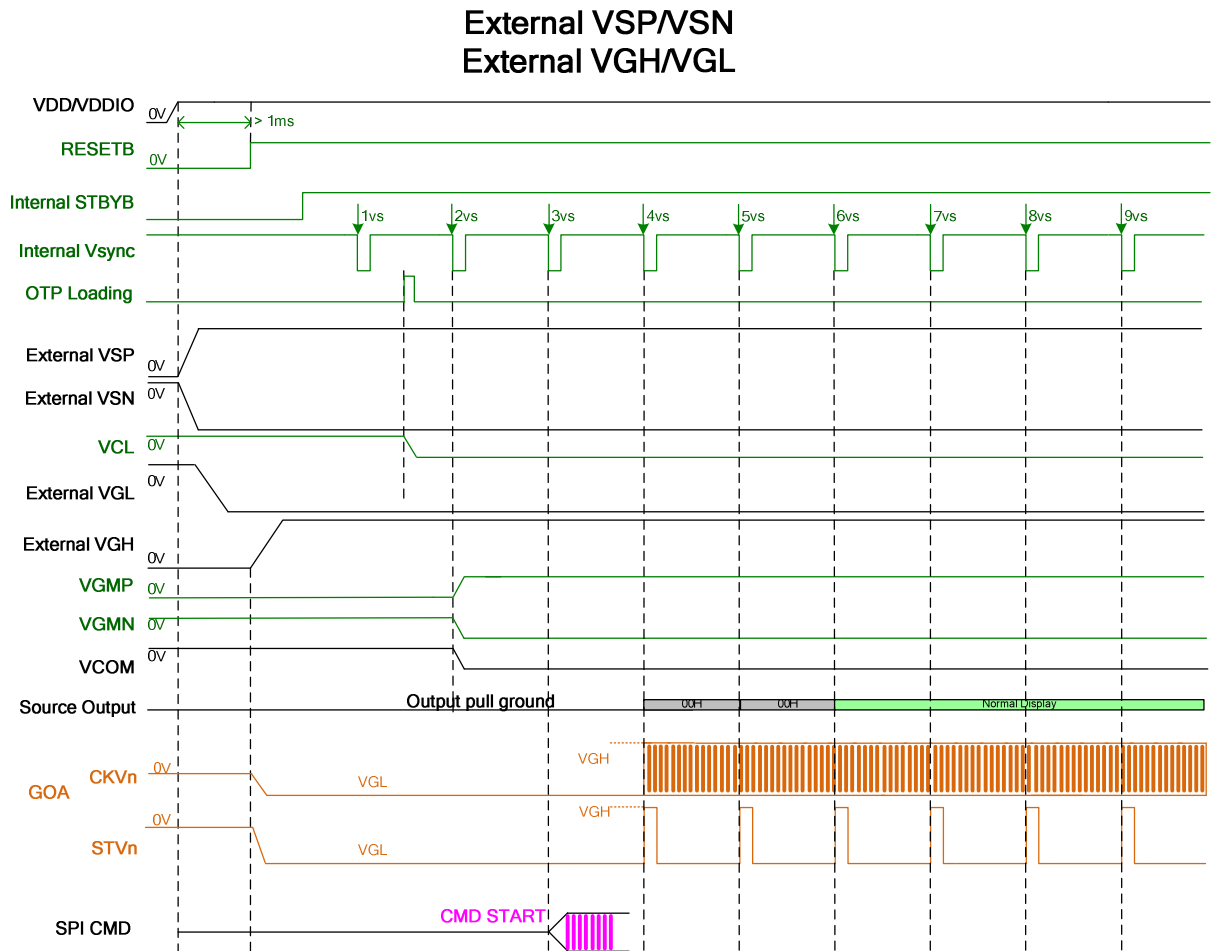 External VSP/VSN
External VGH/VGL
VDD/VDDIO 0V
> 1ms
RESETB 0V
Internal STBYB
1vs 2vs 3vs 4vs 5vs 6vs 7vs 8vs 9vs
Internal Vsync
OTP Loading
External VSP 0V
External VSN 0V
VCL 0V
External VGL 0V
External VGH 0V
VGMP 0V
VGMN 0V
VCOM 0V
Source Output Output pull ground 00H 00H Normal Display
GOA
CKVn 0V VGL VGH
STVn 0V VGL VGH
SPI CMD CMD START